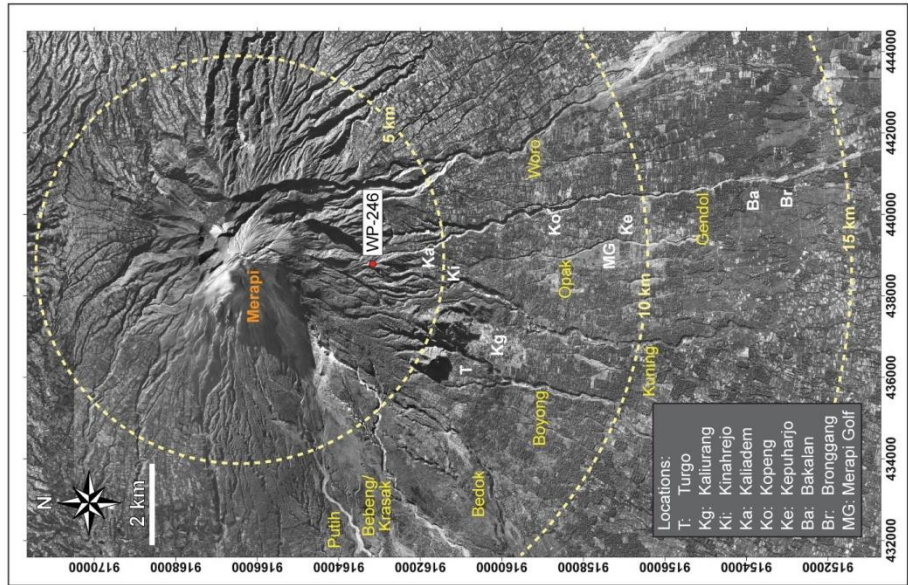 N
2 km
Merapi
WP-246
5 km
10 km
15 km
Putih
Bebeng/
Krasak
Bedok
Boyong
Kuning
Opak
Gendol
Woro
T
Kg
Ki
Ka
Ko
Ke
MG
Ba
Br
Locations:
T: Turgo
Kg: Kaliurang
Ki: Kinahrejo
Ka: Kaliadem
Ko: Kopeng
Ke: Kepuharjo
Ba: Bakalan
Br: Bronggang
MG: Merapi Golf
9170000
9168000
9166000
9164000
9162000
9160000
9158000
9156000
9154000
9152000
432000
434000
436000
438000
440000
442000
444000